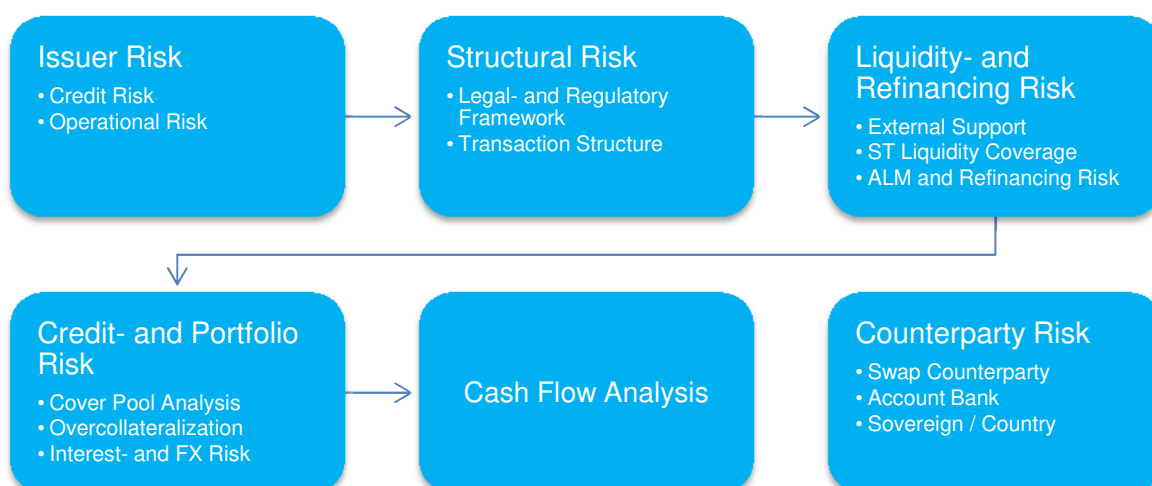 Issuer Risk
• Credit Risk
• Operational Risk
Structural Risk
• Legal- and Regulatory
Framework
• Transaction Structure
Liquidity- and
Refinancing Risk
• External Support
• ST Liquidity Coverage
• ALM and Refinancing Risk
Credit- and Portfolio
Risk
• Cover Pool Analysis
• Overcollateralization
• Interest- and FX Risk
Cash Flow Analysis
Counterparty Risk
• Swap Counterparty
• Account Bank
• Sovereign / Country